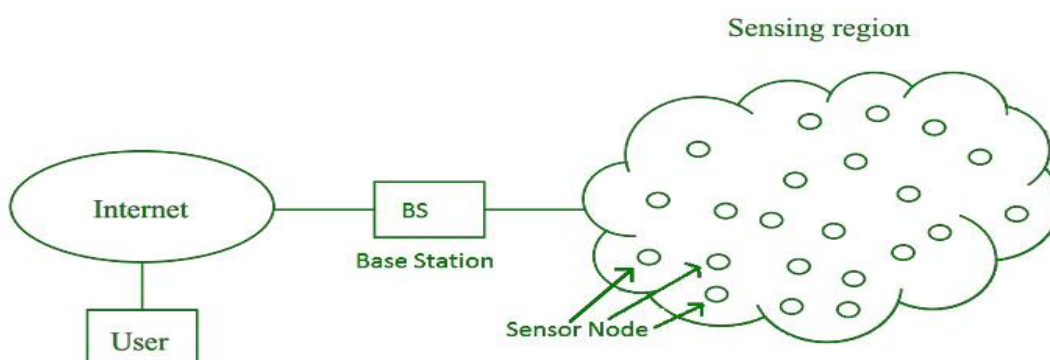 Sensing region
Internet
BS
Base Station
User
Sensor Node